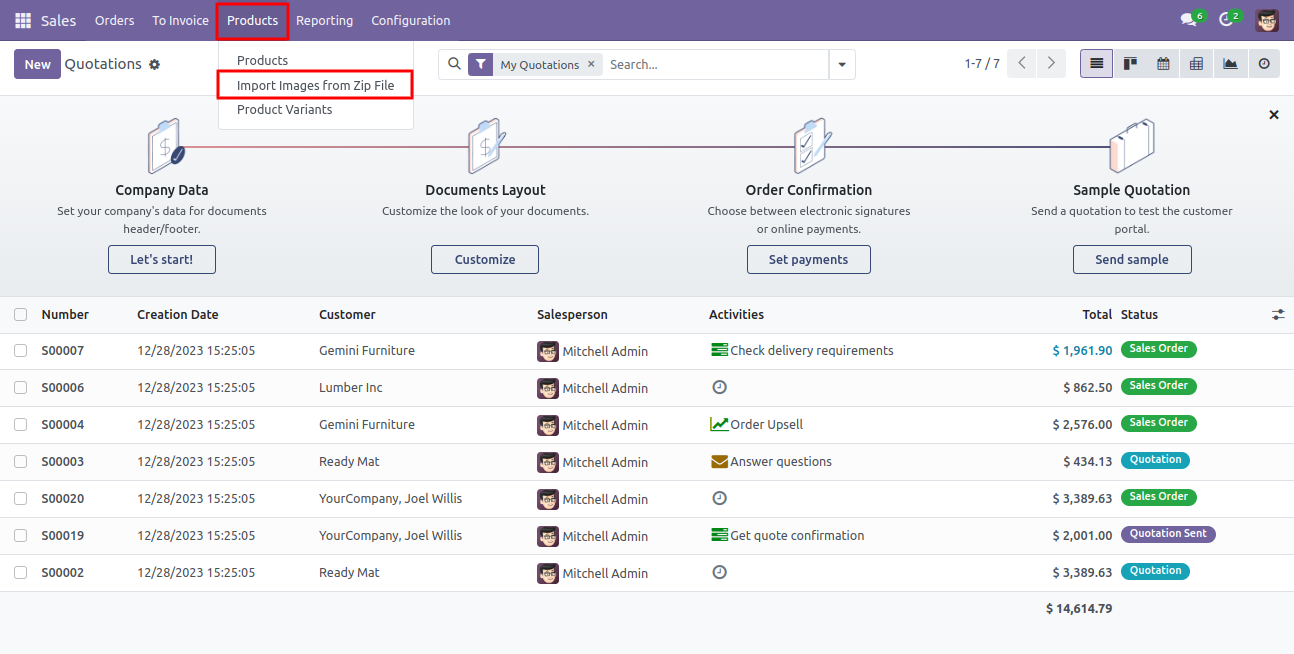 Sales Orders To Invoice Products Reporting Configuration 6 2
New Quotations My Quotations × Search... 1-7 / 7
Products
Import Images from Zip File
Product Variants
Company Data
Set your company's data for documents
header/footer.
Let's start!
Documents Layout
Customize the look of your documents.
Customize
Order Confirmation
Choose between electronic signatures
or online payments.
Set payments
Sample Quotation
Send a quotation to test the customer
portal.
Send sample
Number Creation Date Customer Salesperson Activities Total Status
S00007 12/28/2023 15:25:05 Gemini Furniture Mitchell Admin Check delivery requirements $ 1,961.90 Sales Order
S00006 12/28/2023 15:25:05 Lumber Inc Mitchell Admin $ 862.50 Sales Order
S00004 12/28/2023 15:25:05 Gemini Furniture Mitchell Admin Order Upsell $ 2,576.00 Sales Order
S00003 12/28/2023 15:25:05 Ready Mat Mitchell Admin Answer questions $ 434.13 Quotation
S00020 12/28/2023 15:25:05 YourCompany, Joel Willis Mitchell Admin $ 3,389.63 Sales Order
S00019 12/28/2023 15:25:05 YourCompany, Joel Willis Mitchell Admin Get quote confirmation $ 2,001.00 Quotation Sent
S00002 12/28/2023 15:25:05 Ready Mat Mitchell Admin $ 3,389.63 Quotation
$ 14,614.79